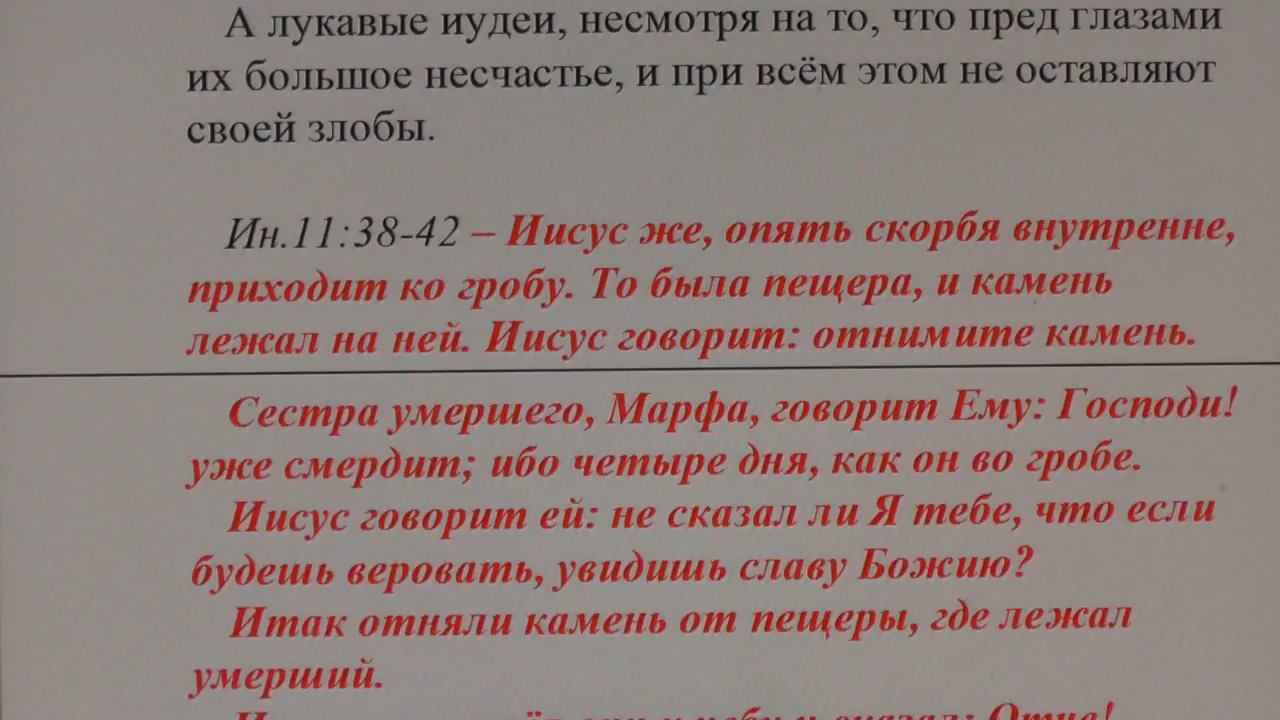 А лукавые иудеи, несмотря на то, что пред глазами
их большое несчастье, и при всём этом не оставляют
своей злобы.
Ин.11:38-42 – Иисус же, опять скорбя внутренне,
приходит ко гробу. То была пещера, и камень
лежал на ней. Иисус говорит: отнимите камень.
Сестра умершего, Марфа, говорит Ему: Господи!
уже смердит; ибо четыре дня, как он во гробе.
Иисус говорит ей: не сказал ли Я тебе, что если
будешь веровать, увидишь славу Божию?
Итак отняли камень от пещеры, где лежал
умерший.
к небу и сказал: Отче!